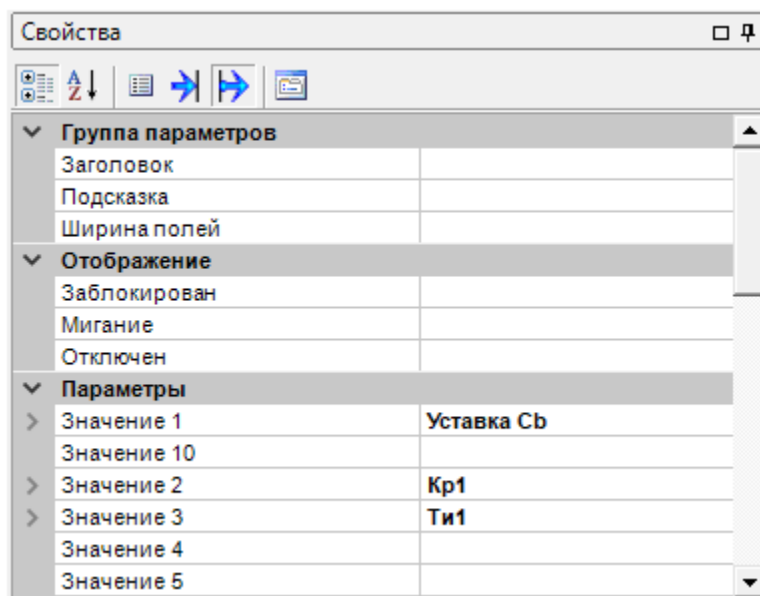 Свойства
Группа параметров
Заголовок
Подсказка
Ширина полей
Отображение
Заблокирован
Мигание
Отключен
Параметры
Значение 1 Уставка Cb
Значение 10
Значение 2 Кр1
Значение 3 Ти1
Значение 4
Значение 5